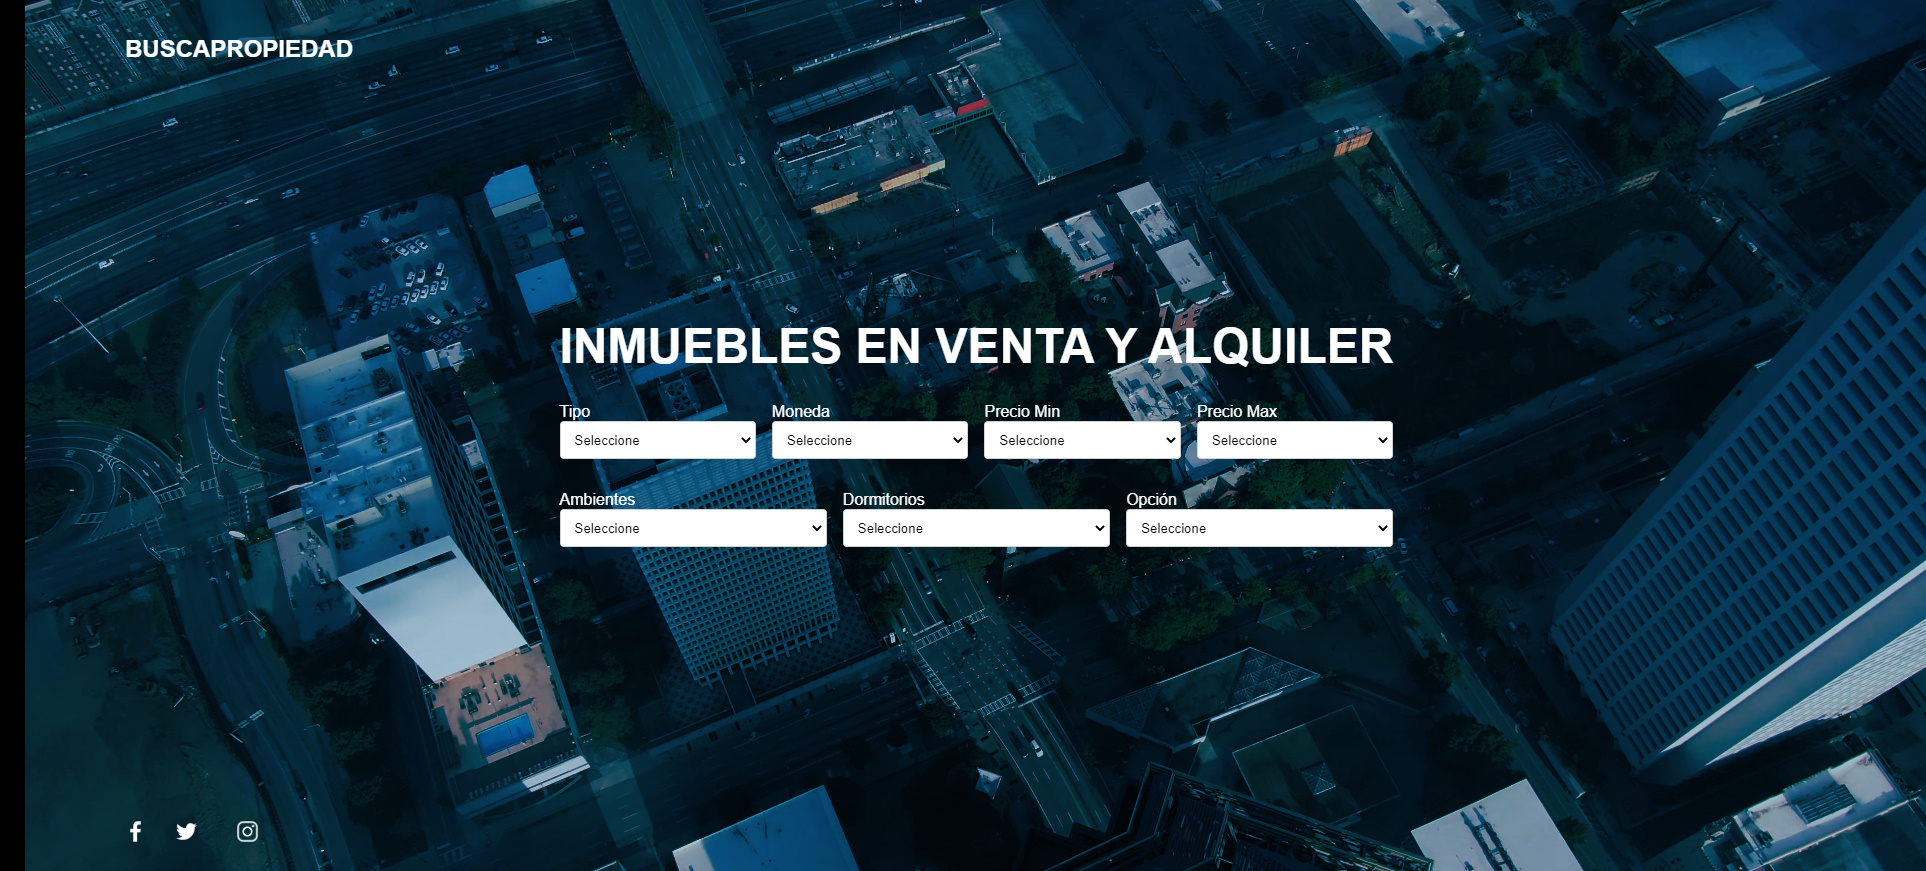 BUSCAPROPIEDAD
INMUEBLES EN VENTA Y ALQUILER
Tipo Moneda Precio Min Precio Max
Seleccione Seleccione Seleccione Seleccione
Ambientes Dormitorios Opción
Seleccione Seleccione Seleccione